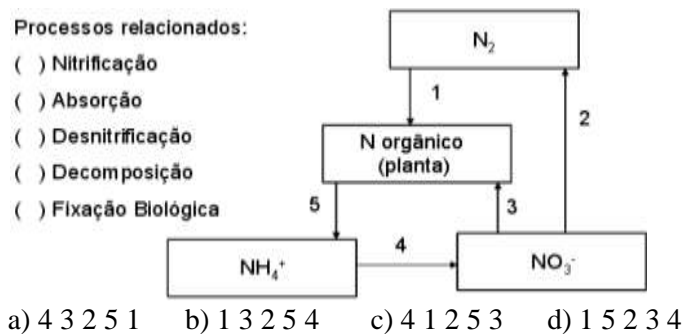 Processos relacionados:
( ) Nitrificação
( ) Absorção
( ) Desnitrificação
( ) Decomposição
( ) Fixação Biológica
N₂
1
2
N orgânico
(planta)
5
3
NH₄⁺
4
NO₃⁻
a) 4 3 2 5 1 b) 1 3 2 5 4 c) 4 1 2 5 3 d) 1 5 2 3 4